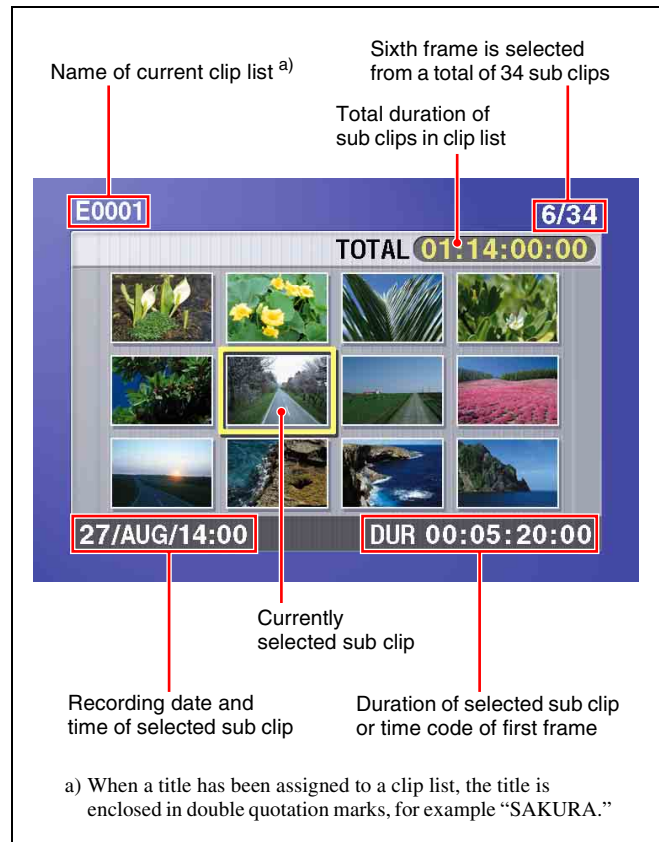 Name of current clip list a)
Sixth frame is selected
from a total of 34 sub clips
Total duration of
sub clips in clip list
E0001
6/34
TOTAL 01:14:00:00
27/AUG/14:00
DUR 00:05:20:00
Currently
selected sub clip
Recording date and
time of selected sub clip
Duration of selected sub clip
or time code of first frame
a) When a title has been assigned to a clip list, the title is
enclosed in double quotation marks, for example “SAKURA.”